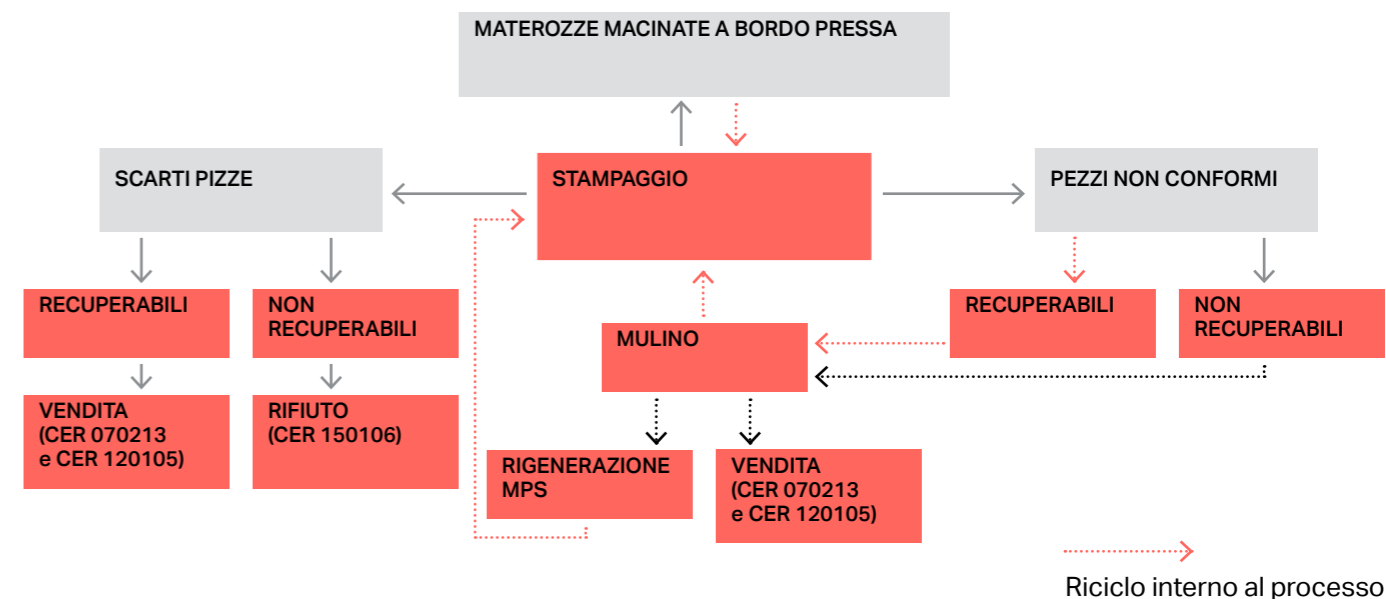 MATEROZZE MACINATE A BORDO PRESSA
SCARTI PIZZE
STAMPAGGIO
PEZZI NON CONFORMI
RECUPERABILI
NON
RECUPERABILI
MULINO
RECUPERABILI
NON
RECUPERABILI
VENDITA
(CER 070213
e CER 120105)
RIFIUTO
(CER 150106)
RIGENERAZIONE
MPS
VENDITA
(CER 070213
e CER 120105)
Riciclo interno al processo